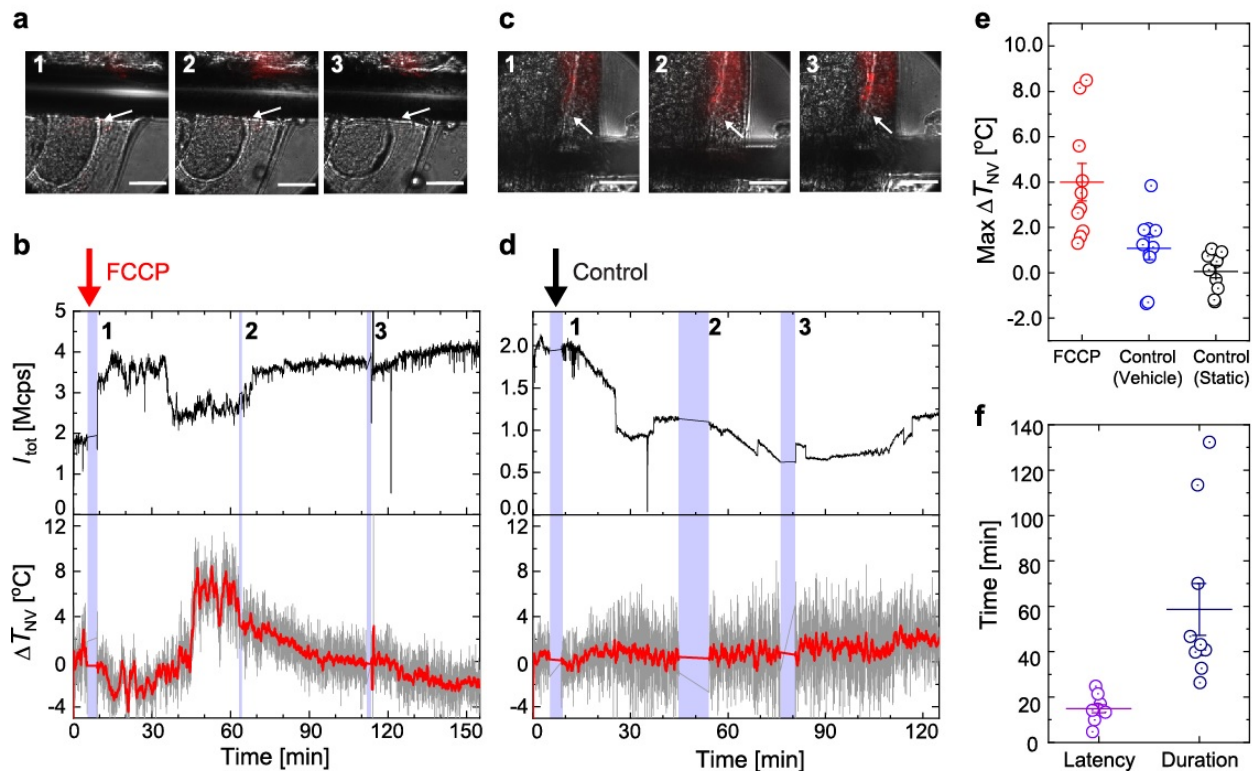 a
1
2
3
c
1
2
3
b
FCCP
5
4
3
2
1
0
I_tot [Mcps]
1
2
3
12
8
4
0
-4
ΔT_NV [ºC]
0
30
60
90
120
150
Time [min]
d
Control
2.0
1.5
1.0
0.5
0.0
1
2
3
12
8
4
0
-4
0
30
60
90
120
Time [min]
e
10.0
8.0
6.0
4.0
2.0
0.0
-2.0
Max ΔT_NV [ºC]
FCCP
Control
(Vehicle)
Control
(Static)
f
140
120
100
80
60
40
20
0
Time [min]
Latency
Duration